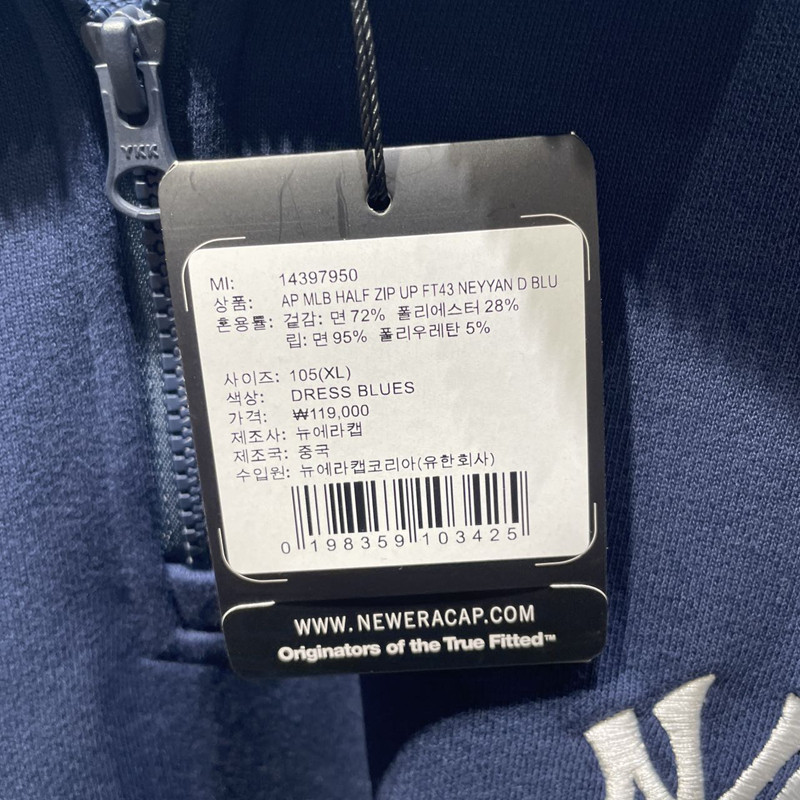 YKK
MI: 14397950
상품: AP MLB HALF ZIP UP FT43 NEYYAN D BLU
혼용률: 겉감: 면 72% 폴리에스터 28%
립: 면 95% 폴리우레탄 5%
사이즈: 105(XL)
색상: DRESS BLUES
가격: ₩119,000
제조사: 뉴에라캡
제조국: 중국
수입원: 뉴에라캡코리아(유한회사)
0 198359 103425
WWW.NEWERACAP.COM
Originators of the True Fitted™
NY